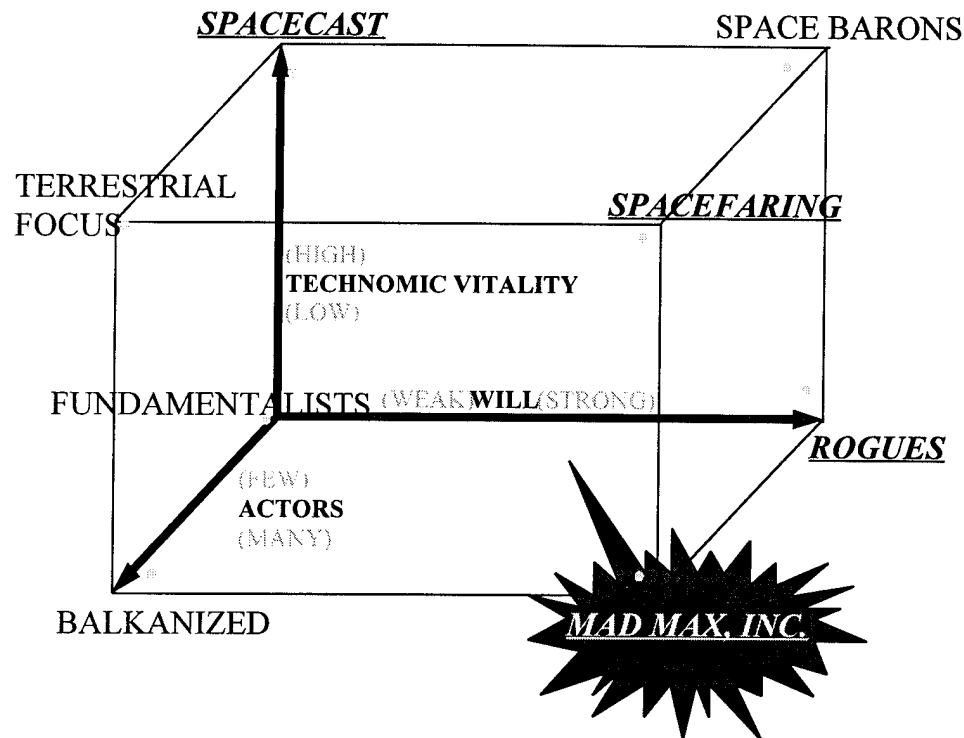 SPACECAST
SPACE BARONS
TERRESTRIAL
FOCUS
SPACEFARING
(HIGH)
TECHNOMIC VITALITY
(LOW)
FUNDAMENTALISTS (WEAK)WILL(STRONG)
ROGUES
(FEW)
ACTORS
(MANY)
BALKANIZED
MAD MAX, INC.